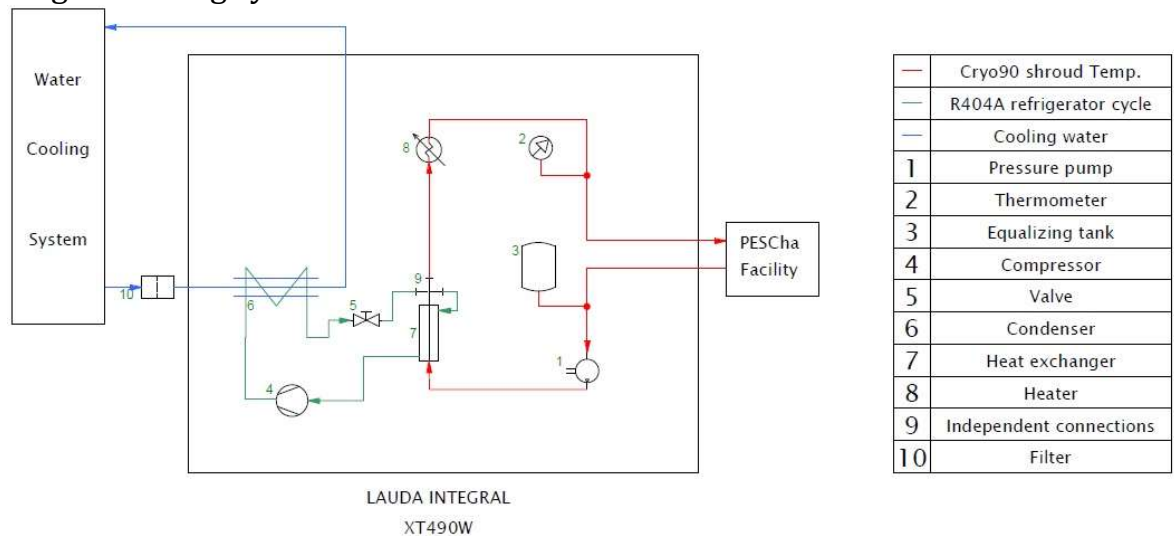 Water
Cooling
System
10
6
5
4
9
7
8
2
3
1
PESCha
Facility
LAUDA INTEGRAL
XT490W
Cryo90 shroud Temp.
R404A refrigerator cycle
Cooling water
1 Pressure pump
2 Thermometer
3 Equalizing tank
4 Compressor
5 Valve
6 Condenser
7 Heat exchanger
8 Heater
9 Independent connections
10 Filter